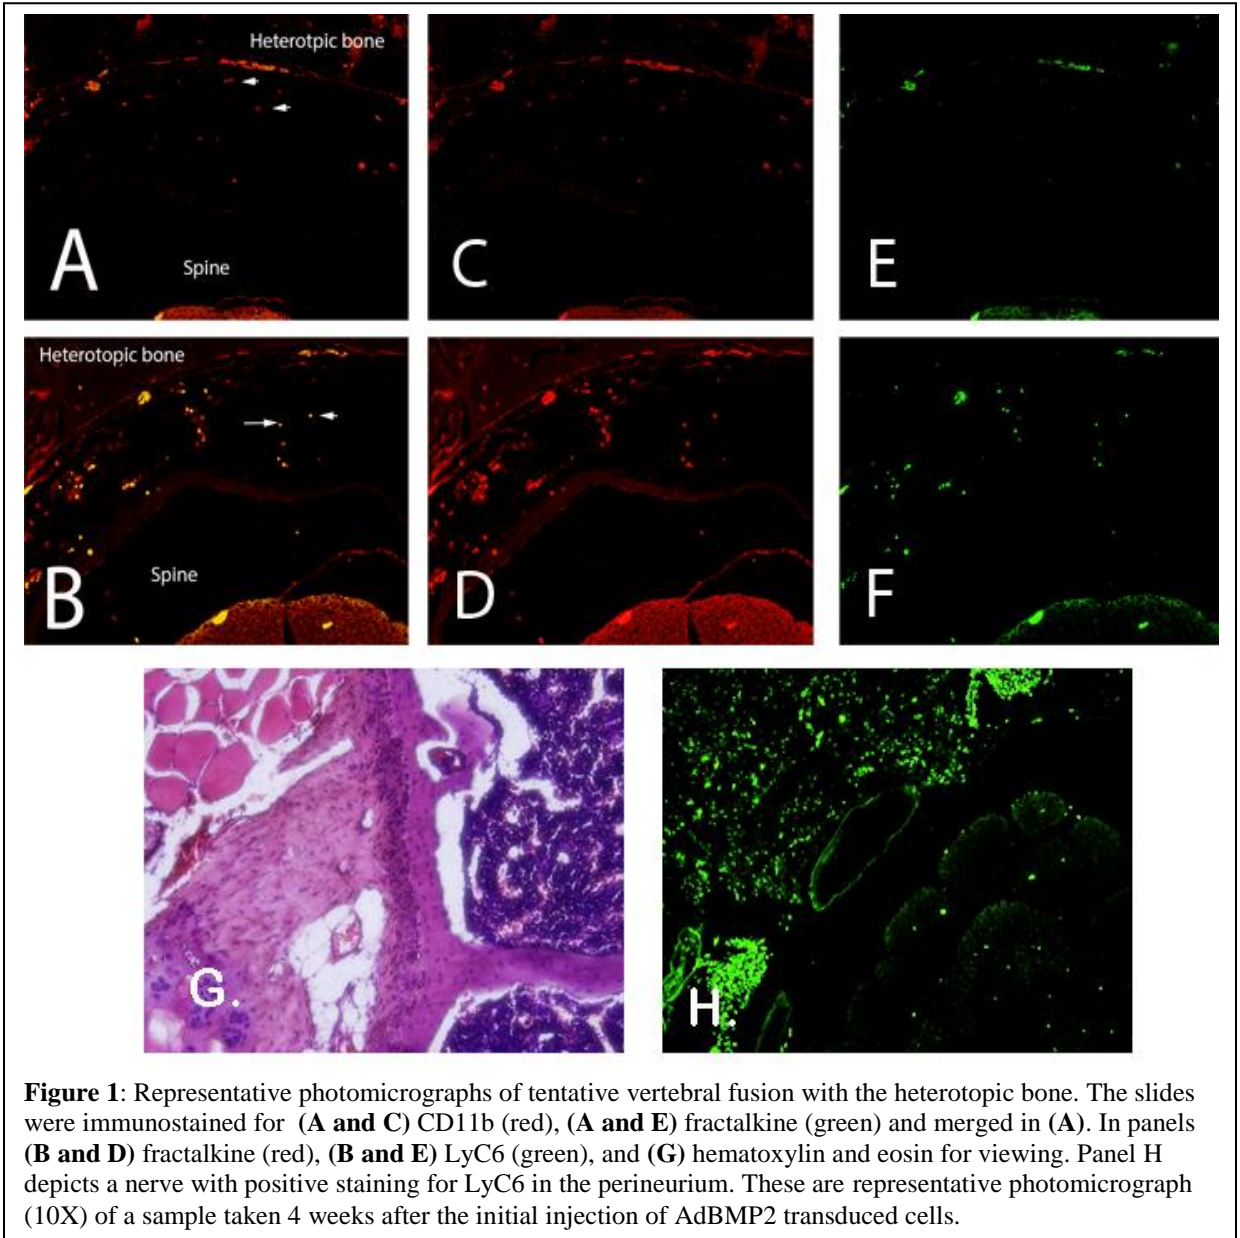 Heterotpic bone
A
Spine
C
E
Heterotopic bone
B
Spine
D
F
G.
H.
Figure 1: Representative photomicrographs of tentative vertebral fusion with the heterotopic bone. The slides
were immunostained for (A and C) CD11b (red), (A and E) fractalkine (green) and merged in (A). In panels
(B and D) fractalkine (red), (B and E) LyC6 (green), and (G) hematoxylin and eosin for viewing. Panel H
depicts a nerve with positive staining for LyC6 in the perineurium. These are representative photomicrograph
(10X) of a sample taken 4 weeks after the initial injection of AdBMP2 transduced cells.